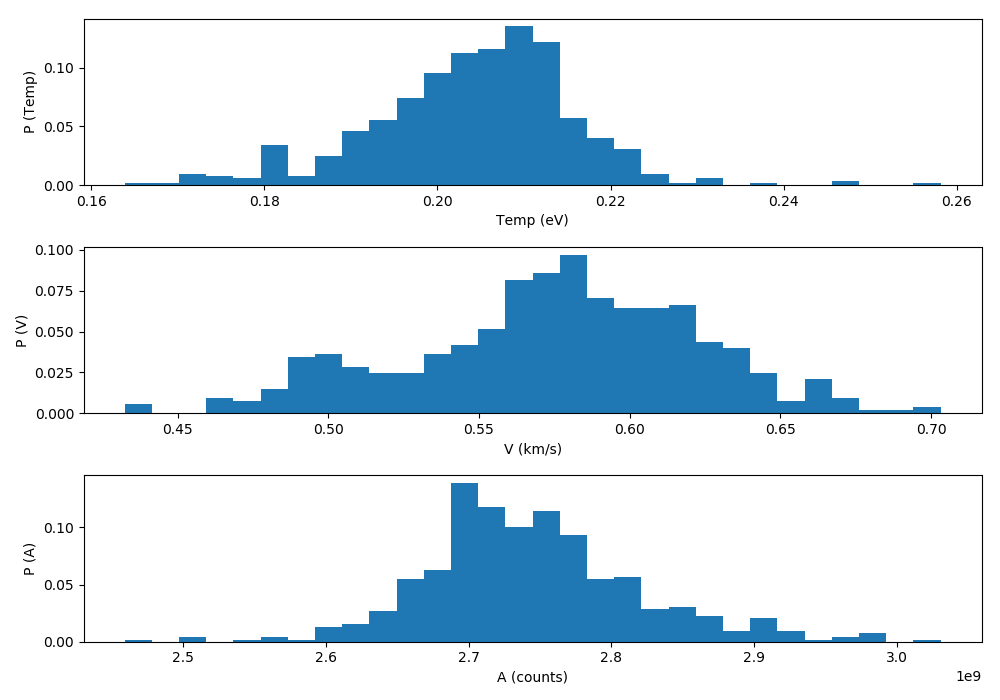 0.10
0.05
0.00
P (Temp)
0.16 0.18 0.20 0.22 0.24 0.26
Temp (eV)
0.100
0.075
0.050
0.025
0.000
P (V)
0.45 0.50 0.55 0.60 0.65 0.70
V (km/s)
0.10
0.05
0.00
P (A)
2.5 2.6 2.7 2.8 2.9 3.0
1e9
A (counts)